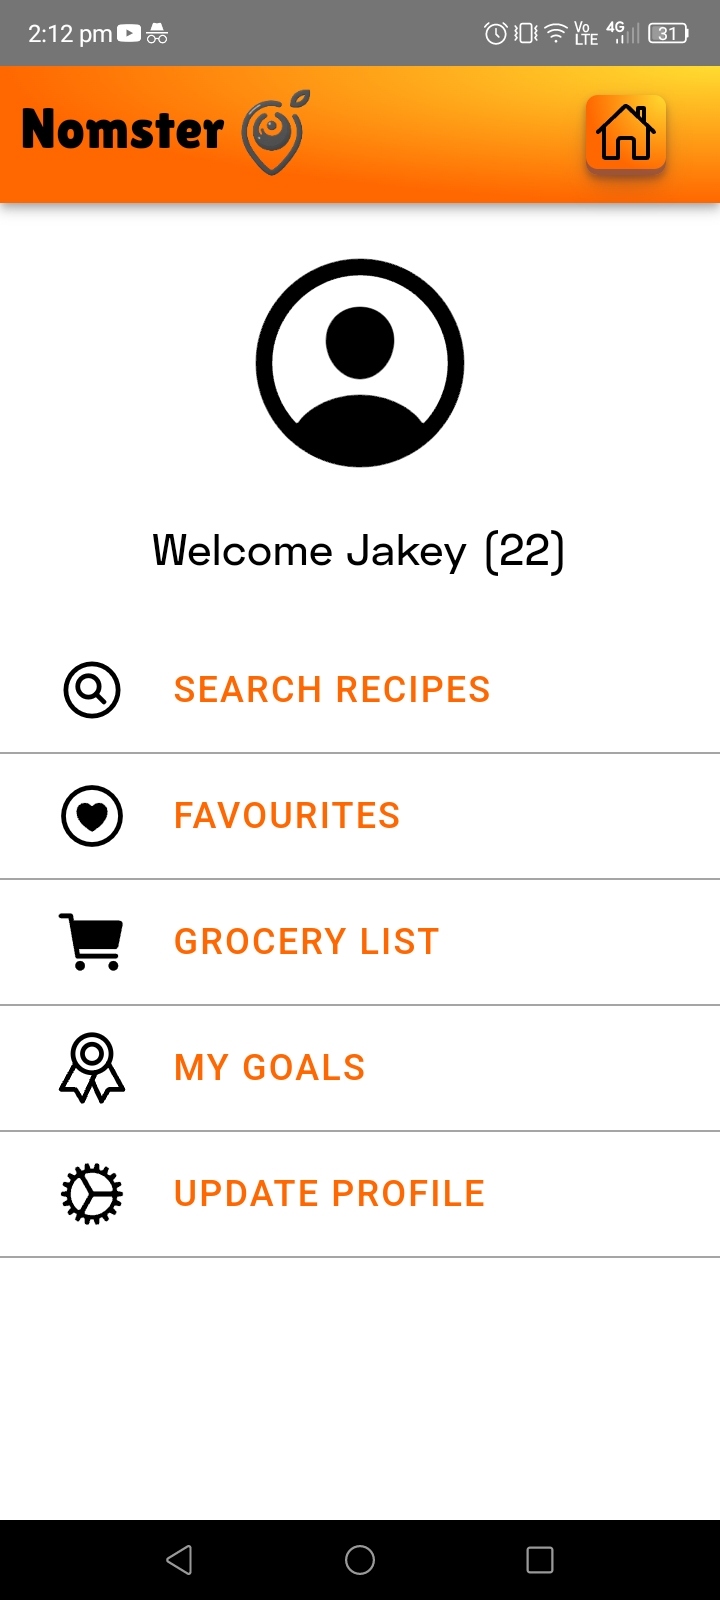 2:12 pm
Vo LTE 4G 31
Nomster
Welcome Jakey (22)
SEARCH RECIPES
FAVOURITES
GROCERY LIST
MY GOALS
UPDATE PROFILE